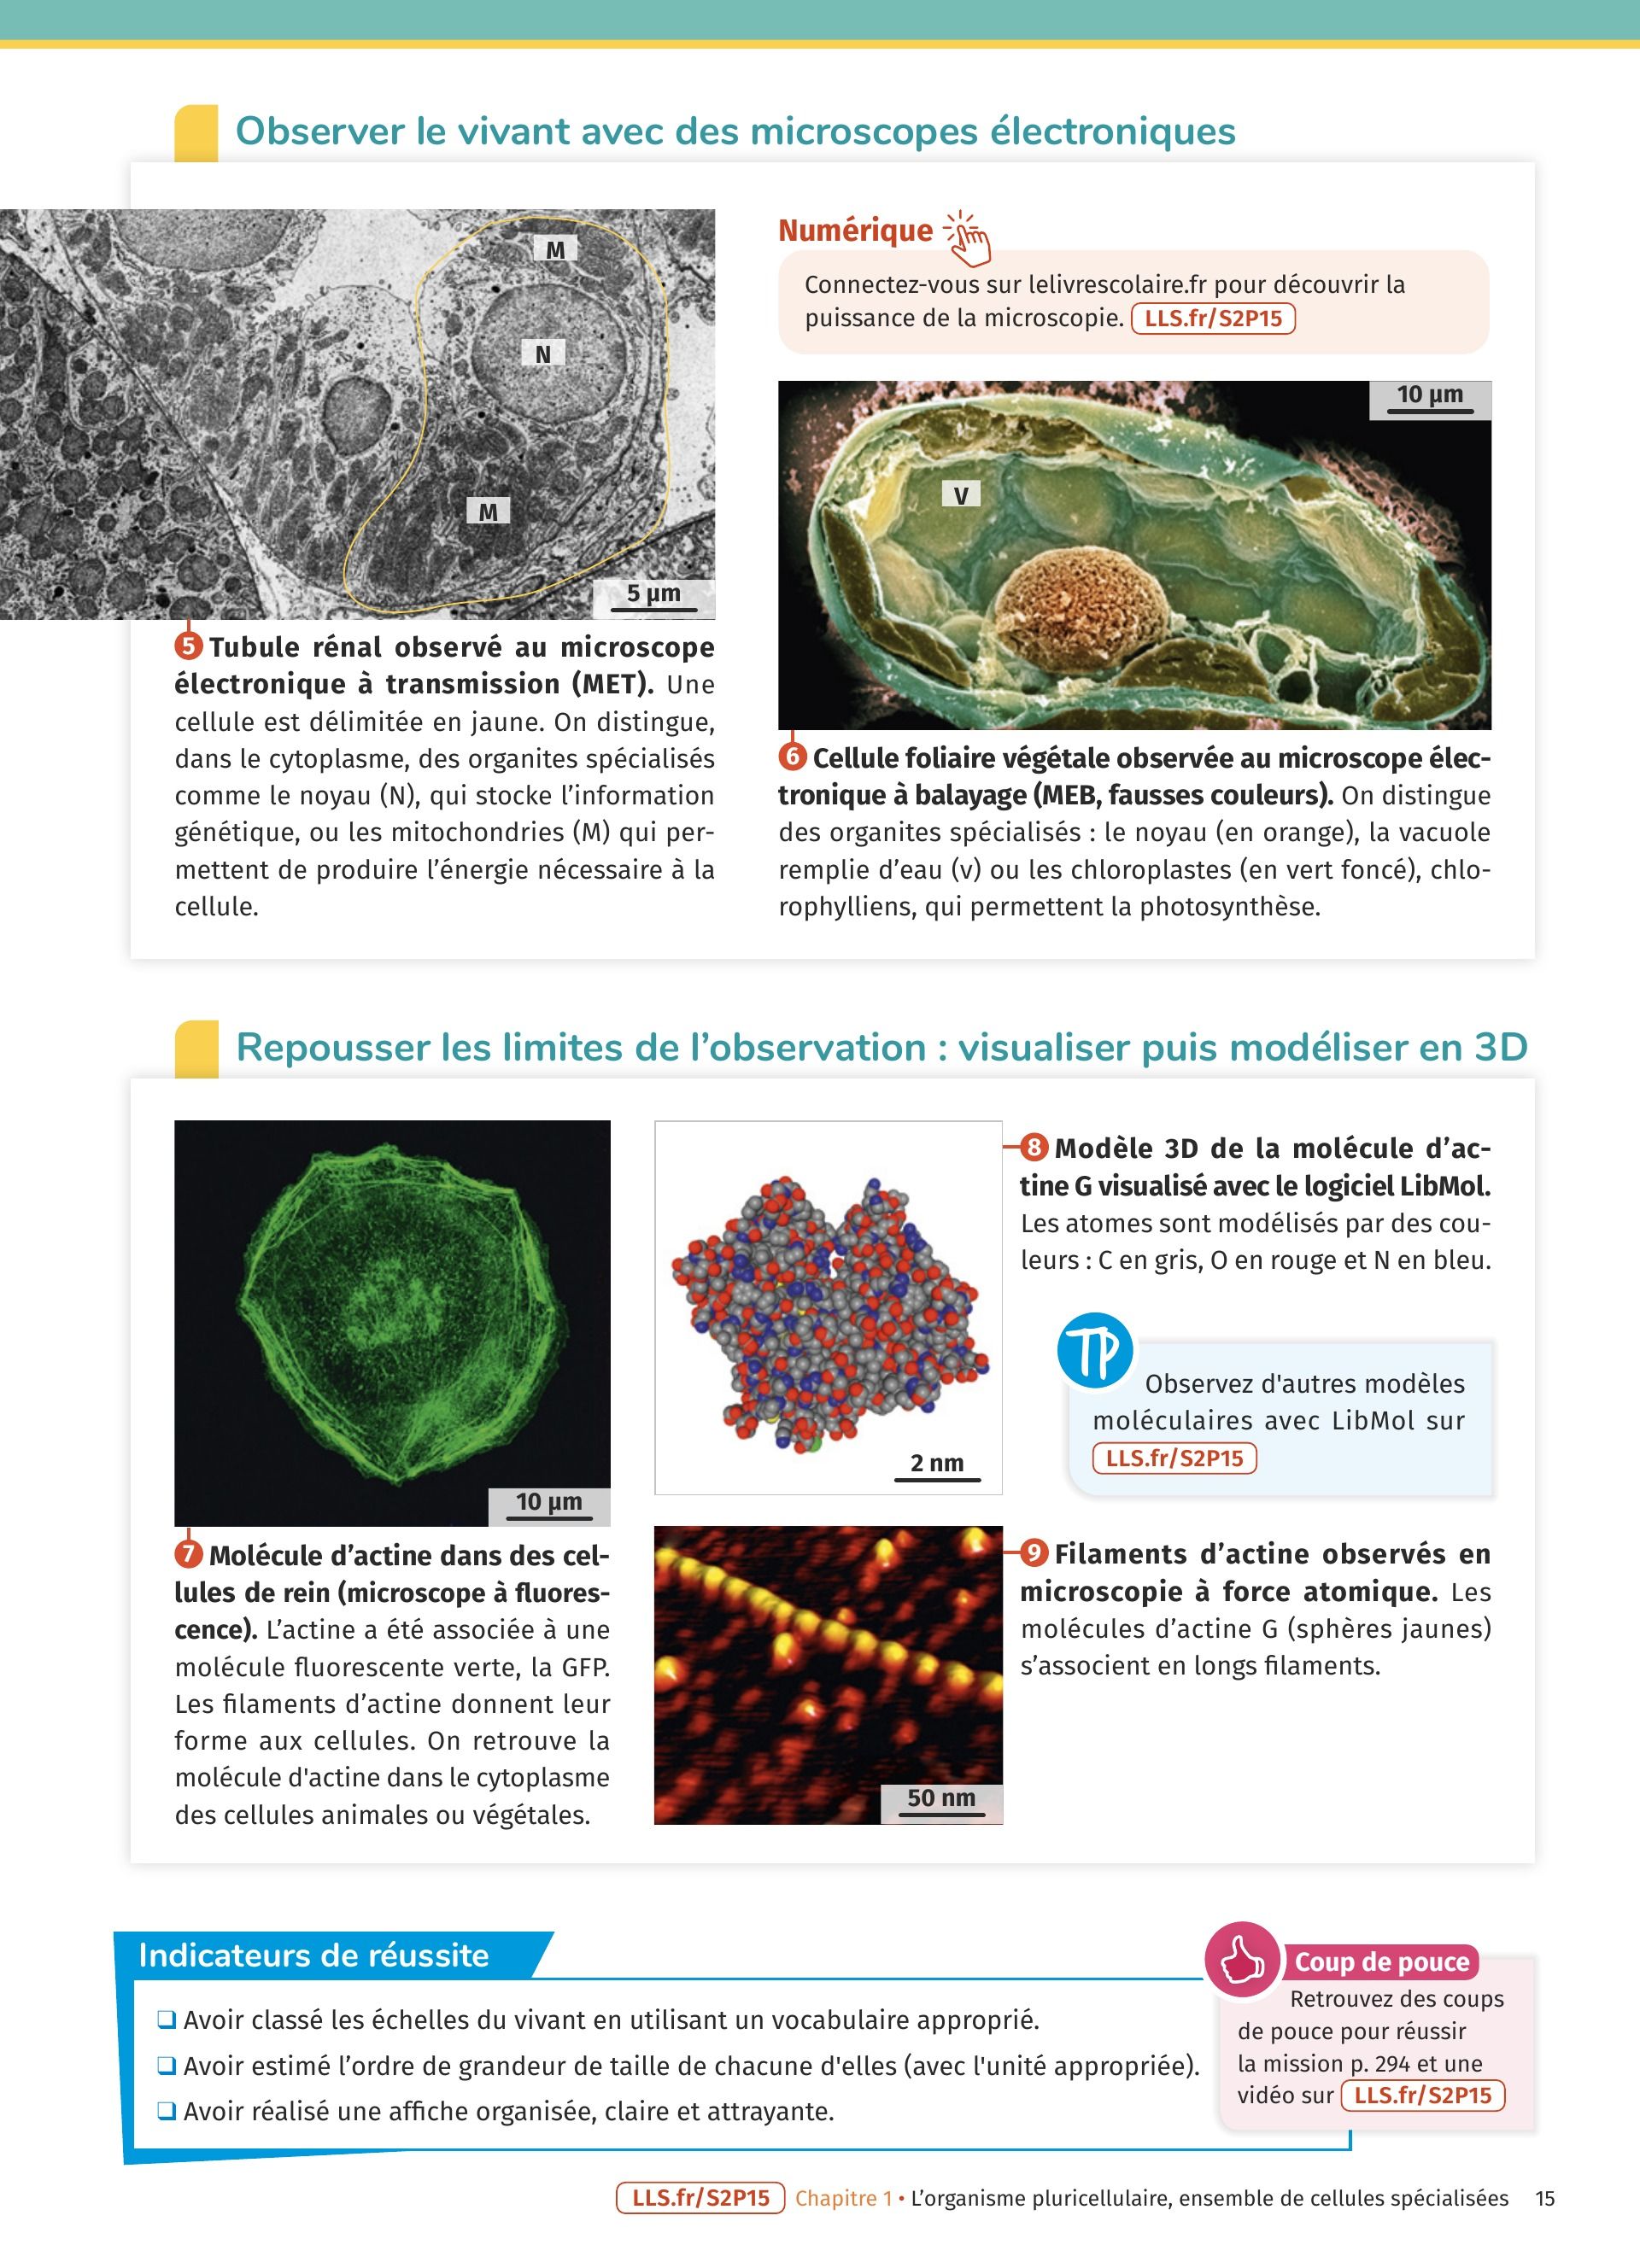 Observer le vivant avec des microscopes électroniques
M
N
M
5 µm
5 Tubule rénal observé au microscope
électronique à transmission (MET). Une
cellule est délimitée en jaune. On distingue,
dans le cytoplasme, des organites spécialisés
comme le noyau (N), qui stocke l’information
génétique, ou les mitochondries (M) qui per-
mettent de produire l’énergie nécessaire à la
cellule.
Numérique
Connectez-vous sur lelivrescolaire.fr pour découvrir la
puissance de la microscopie. LLS.fr/S2P15
10 µm
V
6 Cellule foliaire végétale observée au microscope élec-
tronique à balayage (MEB, fausses couleurs). On distingue
des organites spécialisés : le noyau (en orange), la vacuole
remplie d’eau (v) ou les chloroplastes (en vert foncé), chlo-
rophylliens, qui permettent la photosynthèse.
Repousser les limites de l’observation : visualiser puis modéliser en 3D
10 µm
7 Molécule d’actine dans des cel-
lules de rein (microscope à fluores-
cence). L’actine a été associée à une
molécule fluorescente verte, la GFP.
Les filaments d’actine donnent leur
forme aux cellules. On retrouve la
molécule d'actine dans le cytoplasme
des cellules animales ou végétales.
2 nm
8 Modèle 3D de la molécule d’ac-
tine G visualisé avec le logiciel LibMol.
Les atomes sont modélisés par des cou-
leurs : C en gris, O en rouge et N en bleu.
TP
Observez d'autres modèles
moléculaires avec LibMol sur
LLS.fr/S2P15
50 nm
9 Filaments d’actine observés en
microscopie à force atomique. Les
molécules d’actine G (sphères jaunes)
s’associent en longs filaments.
Indicateurs de réussite
❏ Avoir classé les échelles du vivant en utilisant un vocabulaire approprié.
❏ Avoir estimé l’ordre de grandeur de taille de chacune d'elles (avec l'unité appropriée).
❏ Avoir réalisé une affiche organisée, claire et attrayante.
Coup de pouce
Retrouvez des coups
de pouce pour réussir
la mission p. 294 et une
vidéo sur LLS.fr/S2P15
LLS.fr/S2P15 Chapitre 1 • L’organisme pluricellulaire, ensemble de cellules spécialisées 15